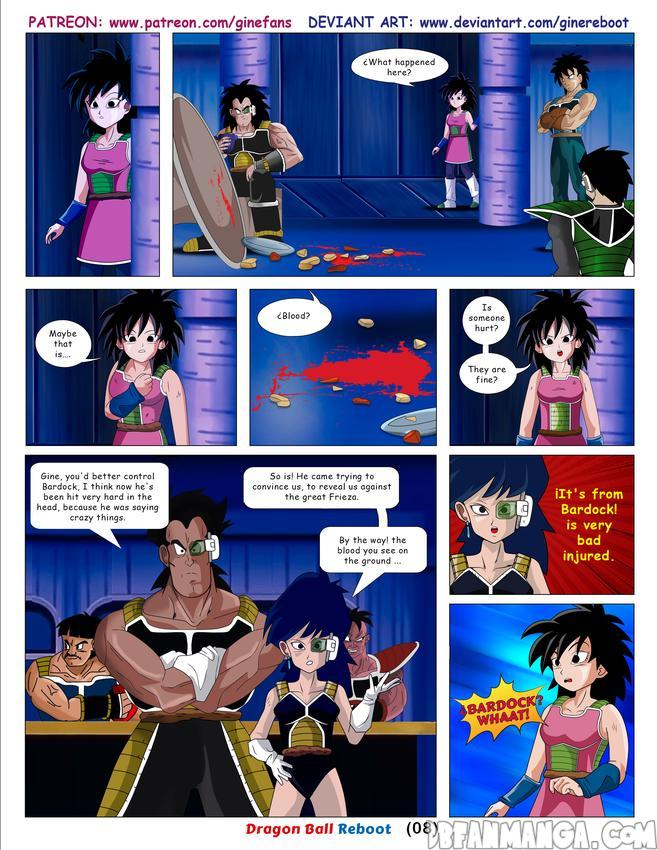 PATREON: www.patreon.com/ginefans DEVIANT ART: www.deviantart.com/ginereboot
¿What happened
here?
Maybe
that
is....
¿Blood?
Is
someone
hurt?
They are
fine?
Gine, you'd better control
Bardock, I think now he's
been hit very hard in the
head, because he was saying
crazy things.
So is! He came trying to
convince us, to reveal us against
the great Frieza.
By the way! the
blood you see on
the ground ...
¡It's from
Bardock!
is very
bad
injured.
BARDOCK?
WHAAT!
Dragon Ball Reboot (08)
DBFANMANGA.COM